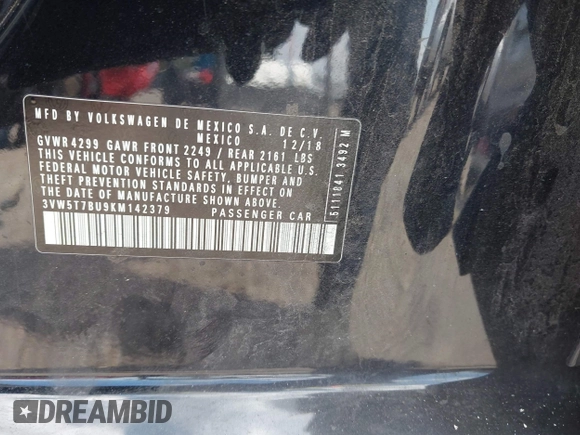 MFD BY VOLKSWAGEN DE MEXICO S.A. DE C.V.
MEXICO 12/18
GVWR 4299 GAWR FRONT 2249 / REAR 2161 LBS
THIS VEHICLE CONFORMS TO ALL APPLICABLE
FEDERAL MOTOR VEHICLE SAFETY, BUMPER AND
THEFT PREVENTION STANDARDS IN EFFECT ON
THE DATE OF MANUFACTURE SHOWN ABOVE.
3VW5T7BU9KM142379 PASSENGER CAR
5111841 3492 M
DREAMBID